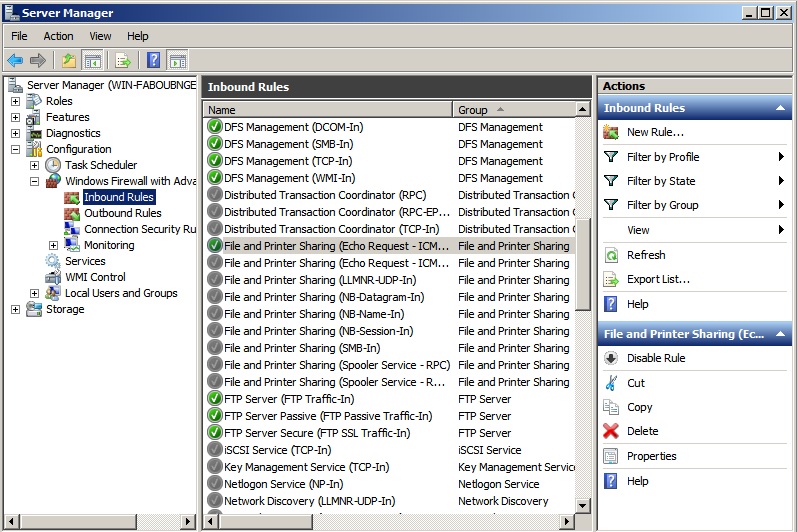 Server Manager
File Action View Help
Server Manager (WIN-FABOUBNGE
Roles
Features
Diagnostics
Configuration
Task Scheduler
Windows Firewall with Adva
Inbound Rules
Outbound Rules
Connection Security Ru
Monitoring
Services
WMI Control
Local Users and Groups
Storage
Inbound Rules
Name Group
DFS Management (DCOM-In) DFS Management
DFS Management (SMB-In) DFS Management
DFS Management (TCP-In) DFS Management
DFS Management (WMI-In) DFS Management
Distributed Transaction Coordinator (RPC) Distributed Transaction C
Distributed Transaction Coordinator (RPC-EP... Distributed Transaction C
Distributed Transaction Coordinator (TCP-In) Distributed Transaction C
File and Printer Sharing (Echo Request - ICM... File and Printer Sharing
File and Printer Sharing (Echo Request - ICM... File and Printer Sharing
File and Printer Sharing (LLMNR-UDP-In) File and Printer Sharing
File and Printer Sharing (NB-Datagram-In) File and Printer Sharing
File and Printer Sharing (NB-Name-In) File and Printer Sharing
File and Printer Sharing (NB-Session-In) File and Printer Sharing
File and Printer Sharing (SMB-In) File and Printer Sharing
File and Printer Sharing (Spooler Service - RPC) File and Printer Sharing
File and Printer Sharing (Spooler Service - R... File and Printer Sharing
FTP Server (FTP Traffic-In) FTP Server
FTP Server Passive (FTP Passive Traffic-In) FTP Server
FTP Server Secure (FTP SSL Traffic-In) FTP Server
iSCSI Service (TCP-In) iSCSI Service
Key Management Service (TCP-In) Key Management Service
Netlogon Service (NP-In) Netlogon Service
Network Discovery (LLMNR-UDP-In) Network Discovery
Actions
Inbound Rules
New Rule...
Filter by Profile
Filter by State
Filter by Group
View
Refresh
Export List...
Help
File and Printer Sharing (Ec...
Disable Rule
Cut
Copy
Delete
Properties
Help